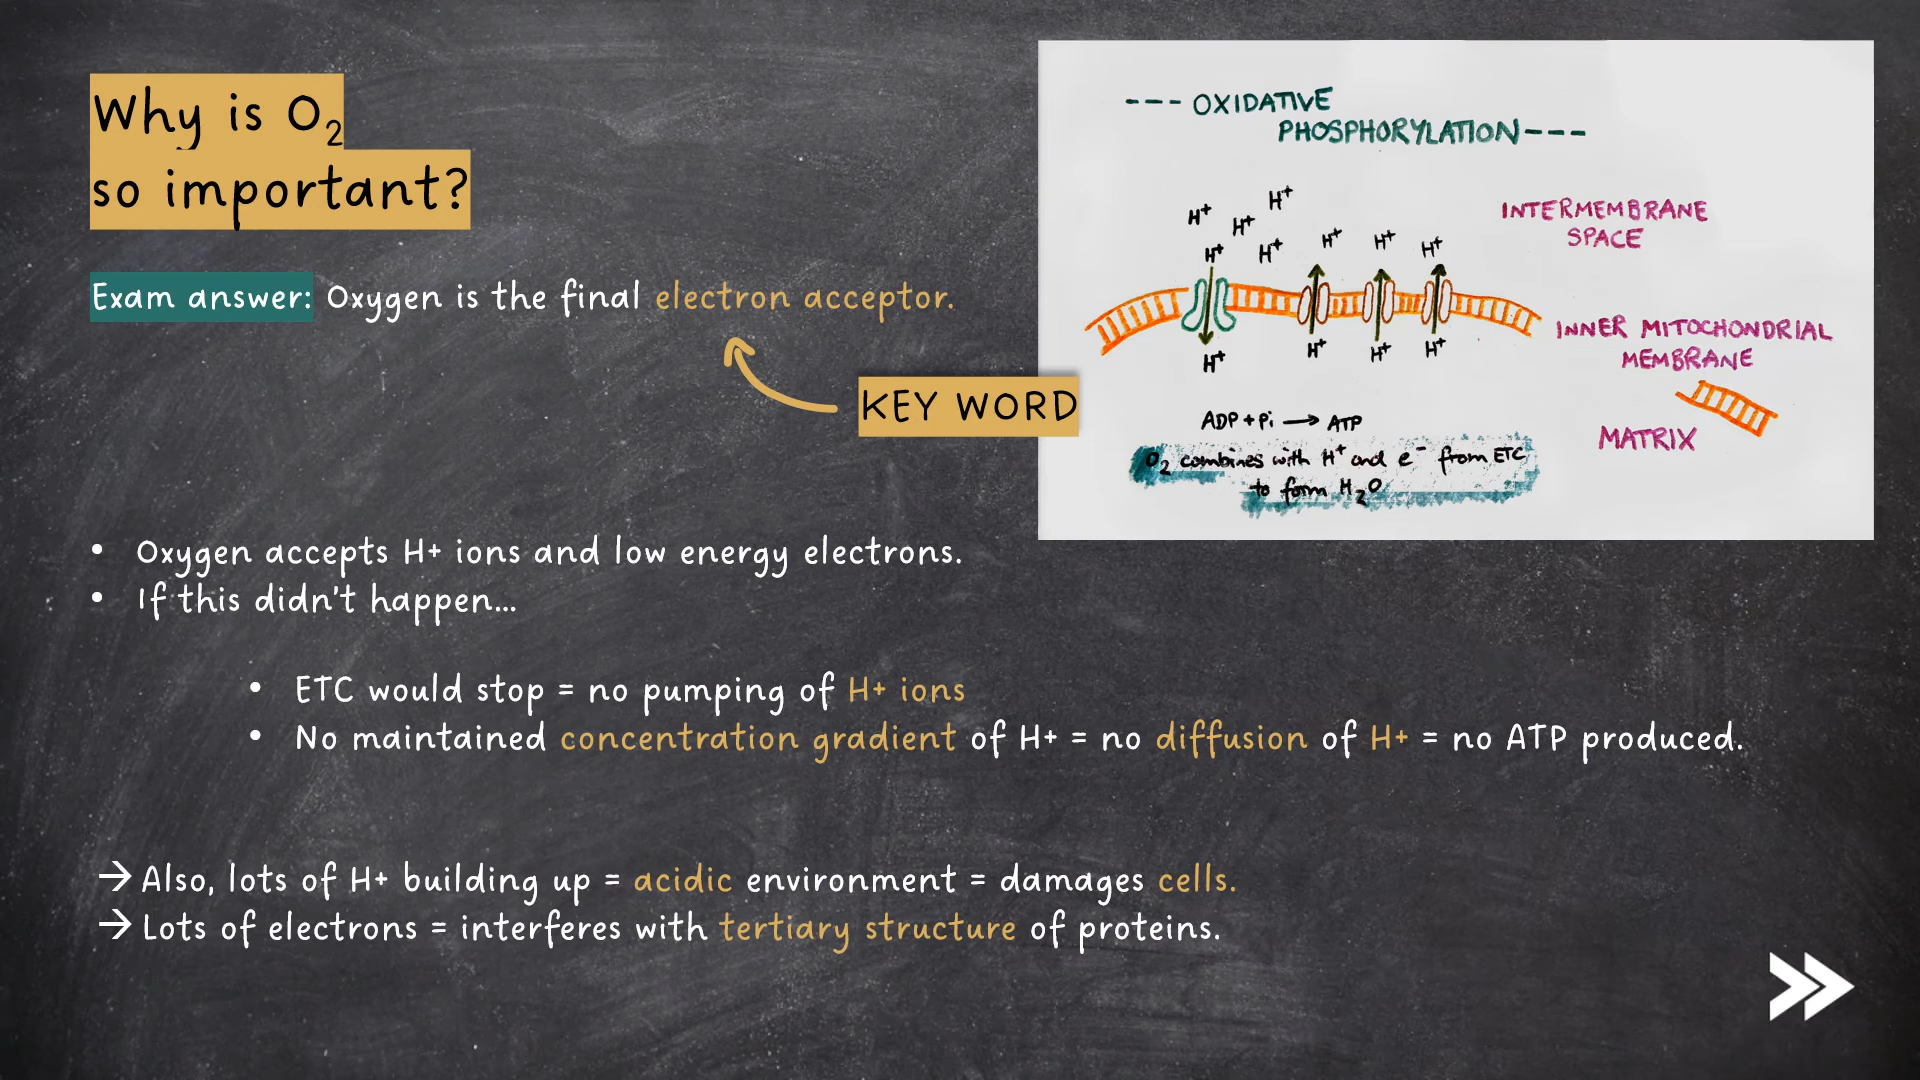 Why is O₂
so important?
Exam answer: Oxygen is the final electron acceptor.
KEY WORD
--- OXIDATIVE
PHOSPHORYLATION ---
H⁺
H⁺ H⁺
H⁺ H⁺ H⁺ H⁺ H⁺
INTERMEMBRANE
SPACE
INNER MITOCHONDRIAL
MEMBRANE
H⁺ H⁺ H⁺ H⁺
MATRIX
ADP + Pi → ATP
O₂ combines with H⁺ and e⁻ from ETC
to form H₂O
• Oxygen accepts H+ ions and low energy electrons.
• If this didn't happen...
• ETC would stop = no pumping of H+ ions
• No maintained concentration gradient of H+ = no diffusion of H+ = no ATP produced.
→ Also, lots of H+ building up = acidic environment = damages cells.
→ Lots of electrons = interferes with tertiary structure of proteins.